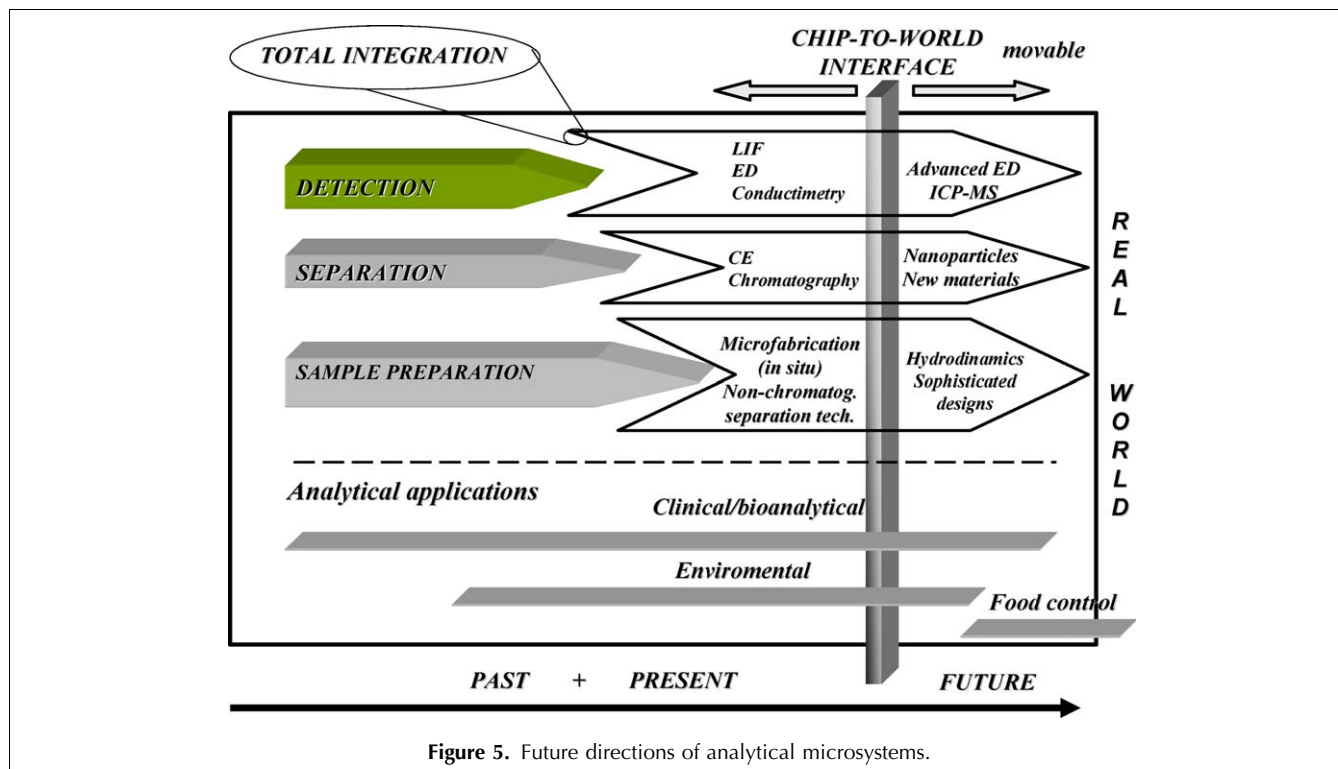 TOTAL INTEGRATION
CHIP-TO-WORLD
INTERFACE
movable
DETECTION
LIF
ED
Conductimetry
Advanced ED
ICP-MS
SEPARATION
CE
Chromatography
Nanoparticles
New materials
SAMPLE PREPARATION
Microfabrication
(in situ)
Non-chromatog.
separation tech.
Hydrodinamics
Sophisticated
designs
REAL WORLD
Analytical applications
Clinical/bioanalytical
Enviromental
Food control
PAST + PRESENT
FUTURE
Figure 5. Future directions of analytical microsystems.